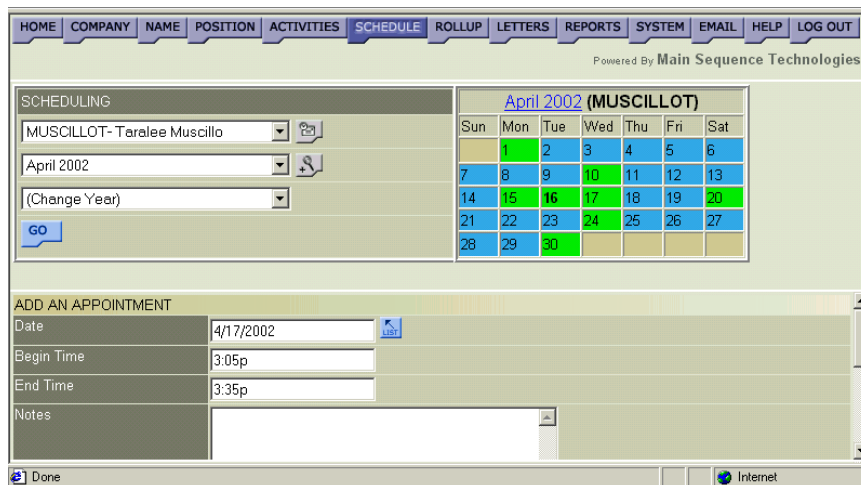 HOME COMPANY NAME POSITION ACTIVITIES SCHEDULE ROLLUP LETTERS REPORTS SYSTEM EMAIL HELP LOG OUT
Powered By Main Sequence Technologies
SCHEDULING
MUSCILLOT- Taralee Muscillo
April 2002
(Change Year)
GO
April 2002 (MUSCILLOT)
Sun Mon Tue Wed Thu Fri Sat
1 2 3 4 5 6
7 8 9 10 11 12 13
14 15 16 17 18 19 20
21 22 23 24 25 26 27
28 29 30
ADD AN APPOINTMENT
Date 4/17/2002 LIST
Begin Time 3:05p
End Time 3:35p
Notes
Done Internet